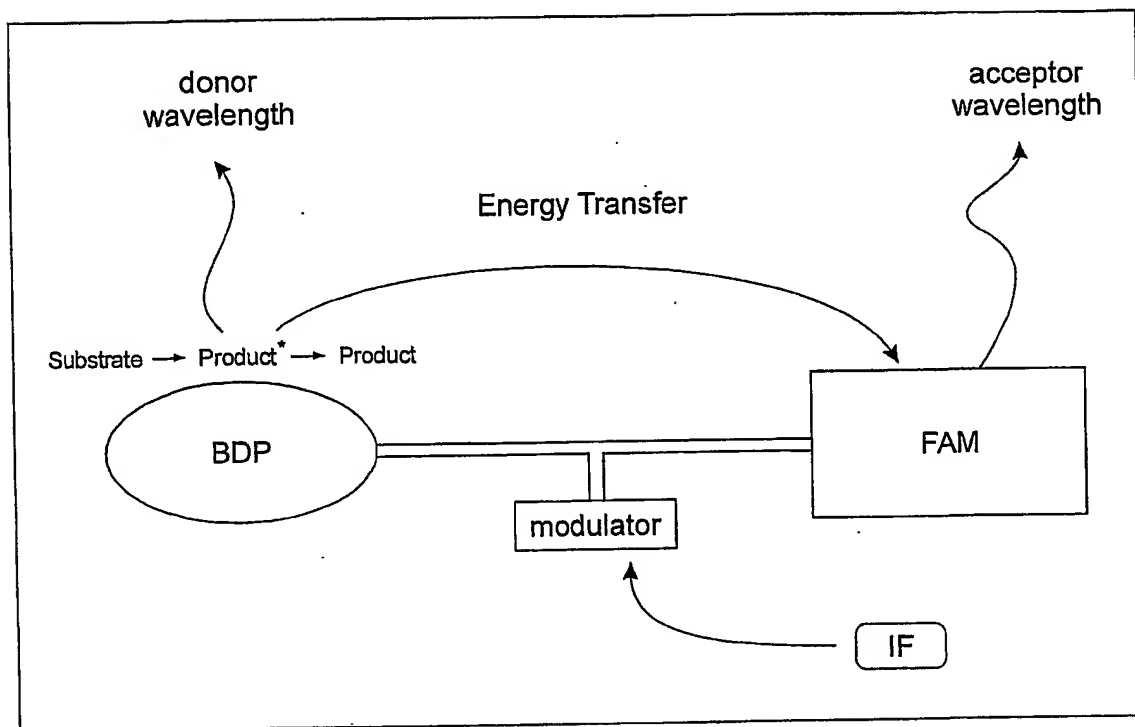 donor
wavelength
acceptor
wavelength
Energy Transfer
Substrate → Product* → Product
BDP
FAM
modulator
IF